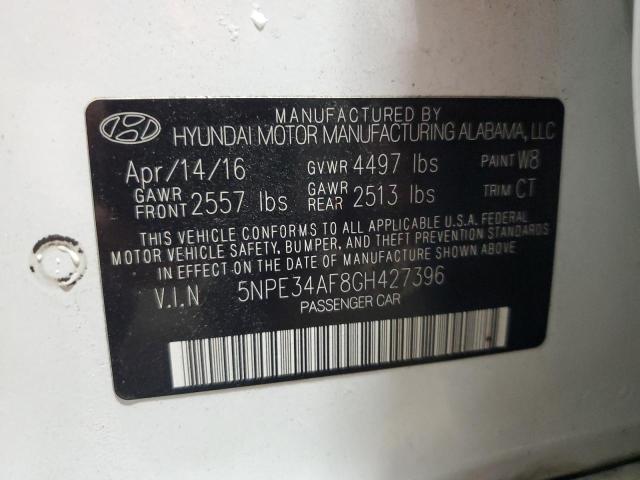 MANUFACTURED BY
HYUNDAI MOTOR MANUFACTURING ALABAMA, LLC
Apr/14/16 GVWR 4497 lbs PAINT W8
GAWR FRONT 2557 lbs GAWR REAR 2513 lbs TRIM CT
THIS VEHICLE CONFORMS TO ALL APPLICABLE U.S.A. FEDERAL
MOTOR VEHICLE SAFETY, BUMPER, AND THEFT PREVENTION STANDARDS
IN EFFECT ON THE DATE OF MANUFACTURE SHOWN ABOVE.
V.I.N 5NPE34AF8GH427396
PASSENGER CAR